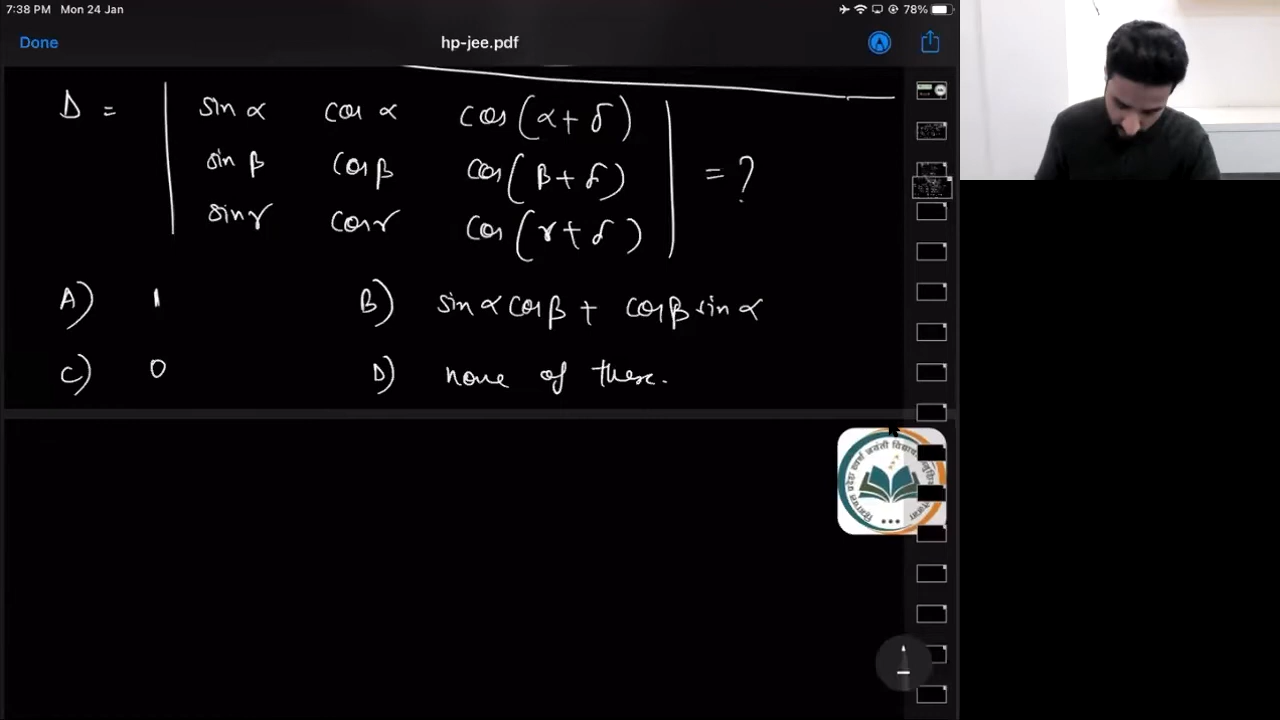 7:38 PM Mon 24 Jan 78%
Done hp-jee.pdf
Δ = | sin α cos α cos (α + δ) |
| sin β cos β cos (β + δ) | = ?
| sin γ cos γ cos (γ + δ) |
A) 1 B) sin α cos β + cos β sin α
C) 0 D) none of these.